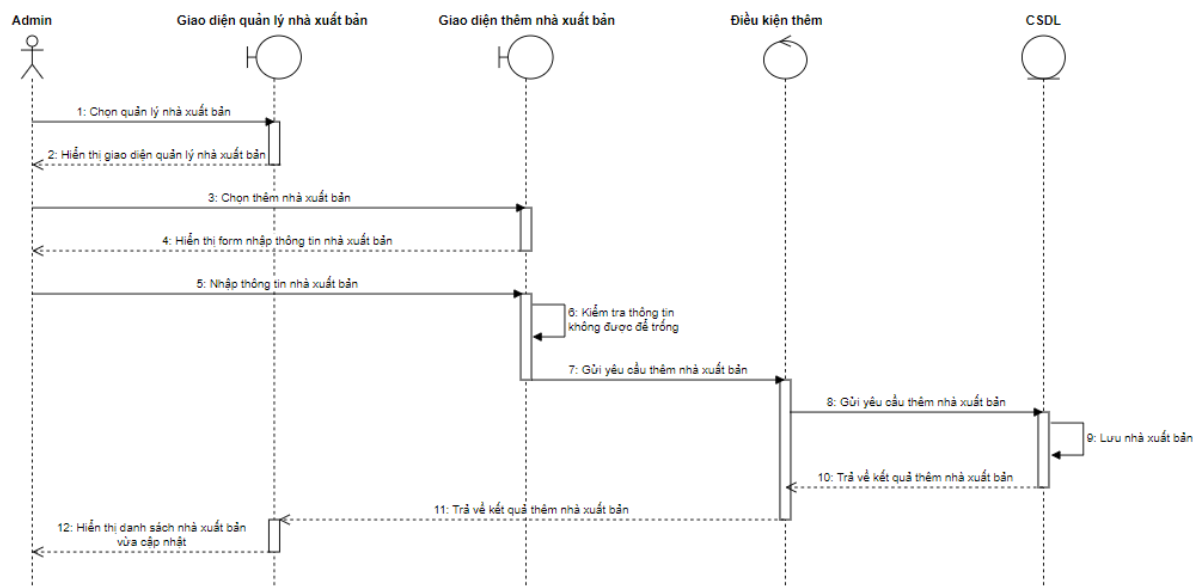 Admin
Giao diện quản lý nhà xuất bản
Giao diện thêm nhà xuất bản
Điều kiện thêm
CSDL
1: Chọn quản lý nhà xuất bản
2: Hiển thị giao diện quản lý nhà xuất bản
3: Chọn thêm nhà xuất bản
4: Hiển thị form nhập thông tin nhà xuất bản
5: Nhập thông tin nhà xuất bản
6: Kiểm tra thông tin
không được để trống
7: Gửi yêu cầu thêm nhà xuất bản
8: Gửi yêu cầu thêm nhà xuất bản
9: Lưu nhà xuất bản
10: Trả về kết quả thêm nhà xuất bản
11: Trả về kết quả thêm nhà xuất bản
12: Hiển thị danh sách nhà xuất bản
vừa cập nhật